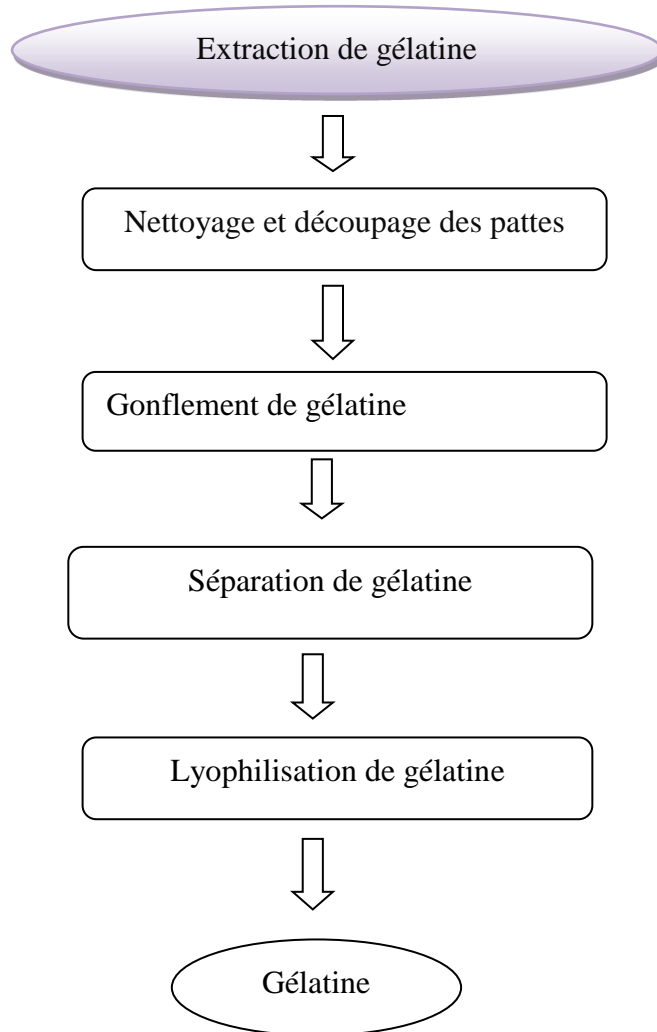 Extraction de gélatine
Nettoyage et découpage des pattes
Gonflement de gélatine
Séparation de gélatine
Lyophilisation de gélatine
Gélatine